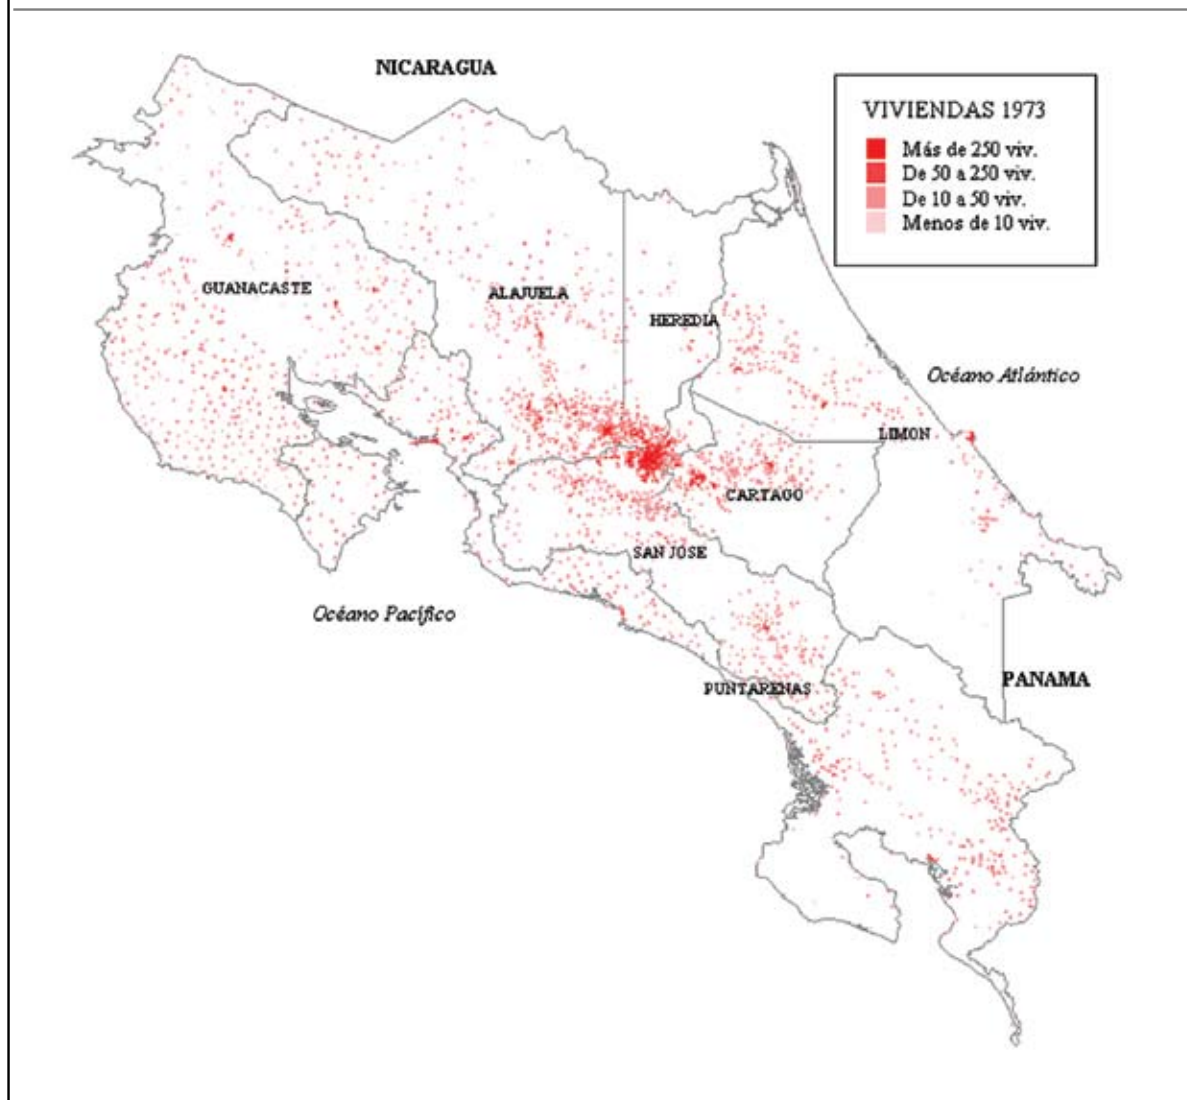 NICARAGUA
VIVIENDAS 1973
Más de 250 viv.
De 50 a 250 viv.
De 10 a 50 viv.
Menos de 10 viv.
GUANACASTE
ALAJUELA
HEREDIA
Océano Atlántico
LIMON
CARTAGO
SAN JOSE
Océano Pacífico
PANAMA
PUNTARENAS